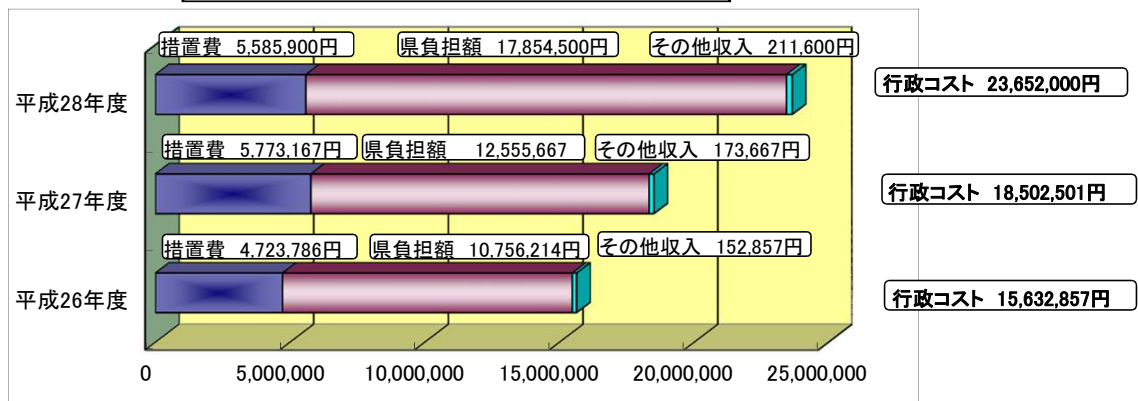 措置費 5,585,900円 県負担額 17,854,500円 その他収入 211,600円
平成28年度 行政コスト 23,652,000円
措置費 5,773,167円 県負担額 12,555,667 その他収入 173,667円
平成27年度 行政コスト 18,502,501円
措置費 4,723,786円 県負担額 10,756,214円 その他収入 152,857円
平成26年度 行政コスト 15,632,857円
0 5,000,000 10,000,000 15,000,000 20,000,000 25,000,000